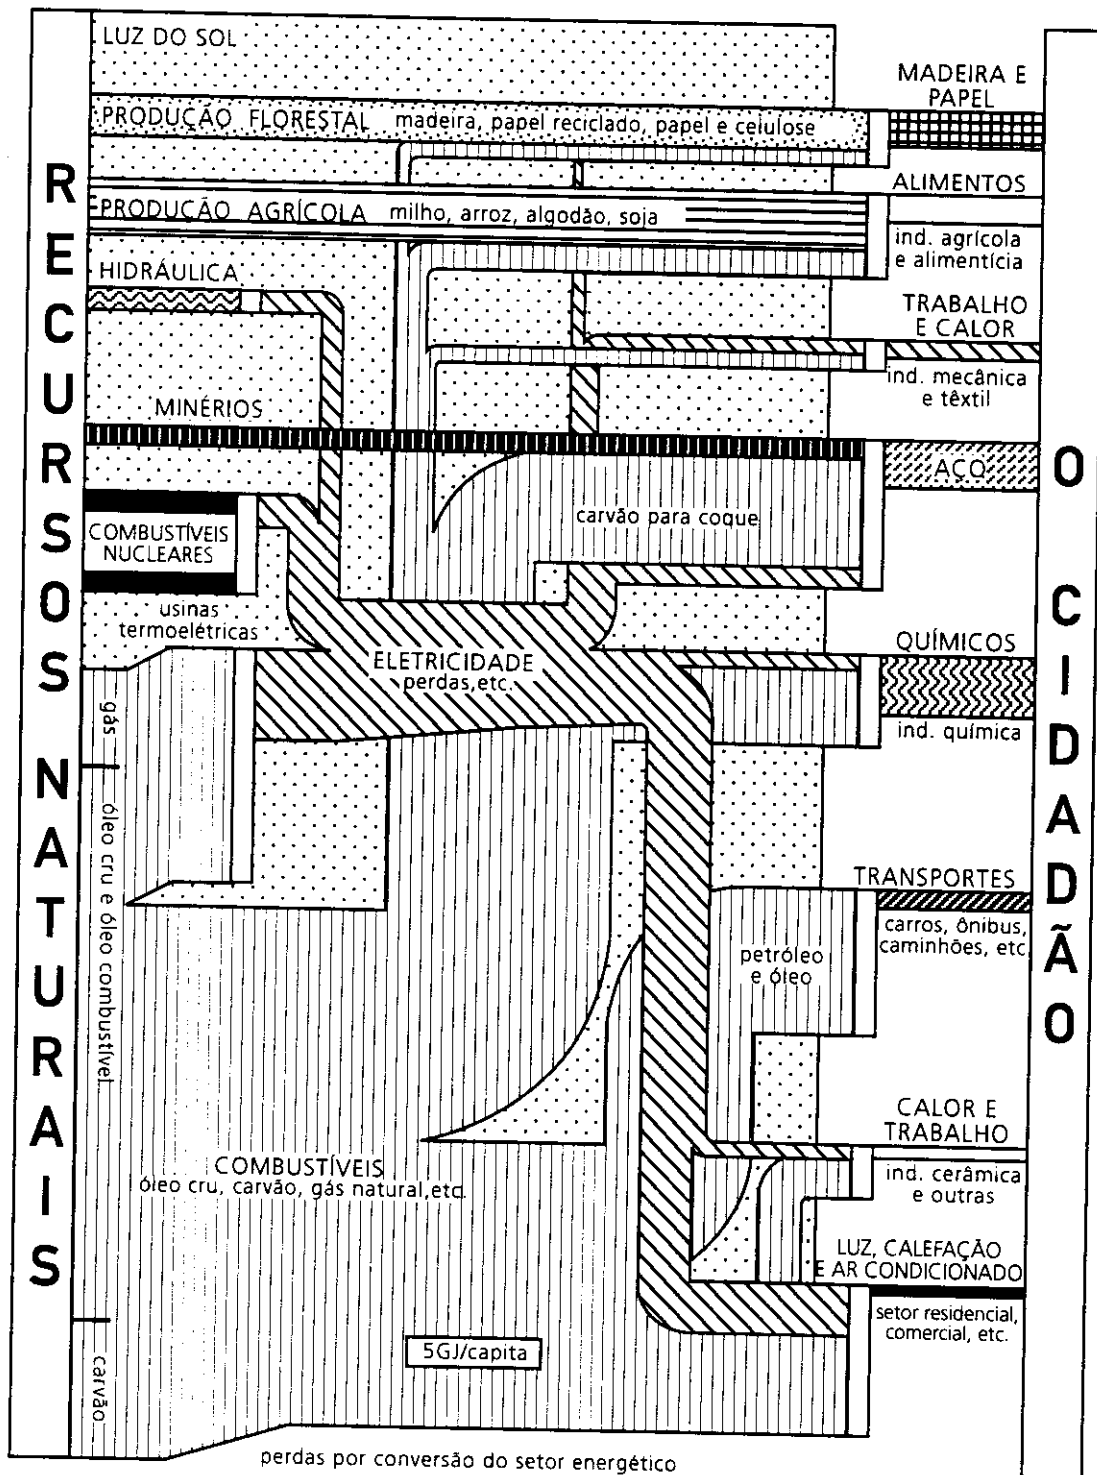 RECURSOS NATURAIS
LUZ DO SOL
PRODUÇÃO FLORESTAL madeira, papel reciclado, papel e celulose
PRODUÇÃO AGRÍCOLA milho, arroz, algodão, soja
HIDRÁULICA
MINÉRIOS
COMBUSTÍVEIS
NUCLEARES
usinas
termoelétricas
gás
óleo cru e óleo combustível
carvão
carvão para coque
ELETRICIDADE
perdas,etc.
petróleo
e óleo
COMBUSTÍVEIS
óleo cru, carvão, gás natural,etc.
5GJ/capita
perdas por conversão do setor energético
MADEIRA E
PAPEL
ALIMENTOS
ind. agrícola
e alimentícia
TRABALHO
E CALOR
ind. mecânica
e têxtil
AÇO
QUÍMICOS
ind. química
TRANSPORTES
carros, ônibus,
caminhões, etc
CALOR E
TRABALHO
ind. cerâmica
e outras
LUZ, CALEFAÇÃO
E AR CONDICIONADO
setor residencial,
comercial, etc.
O CIDADÃO